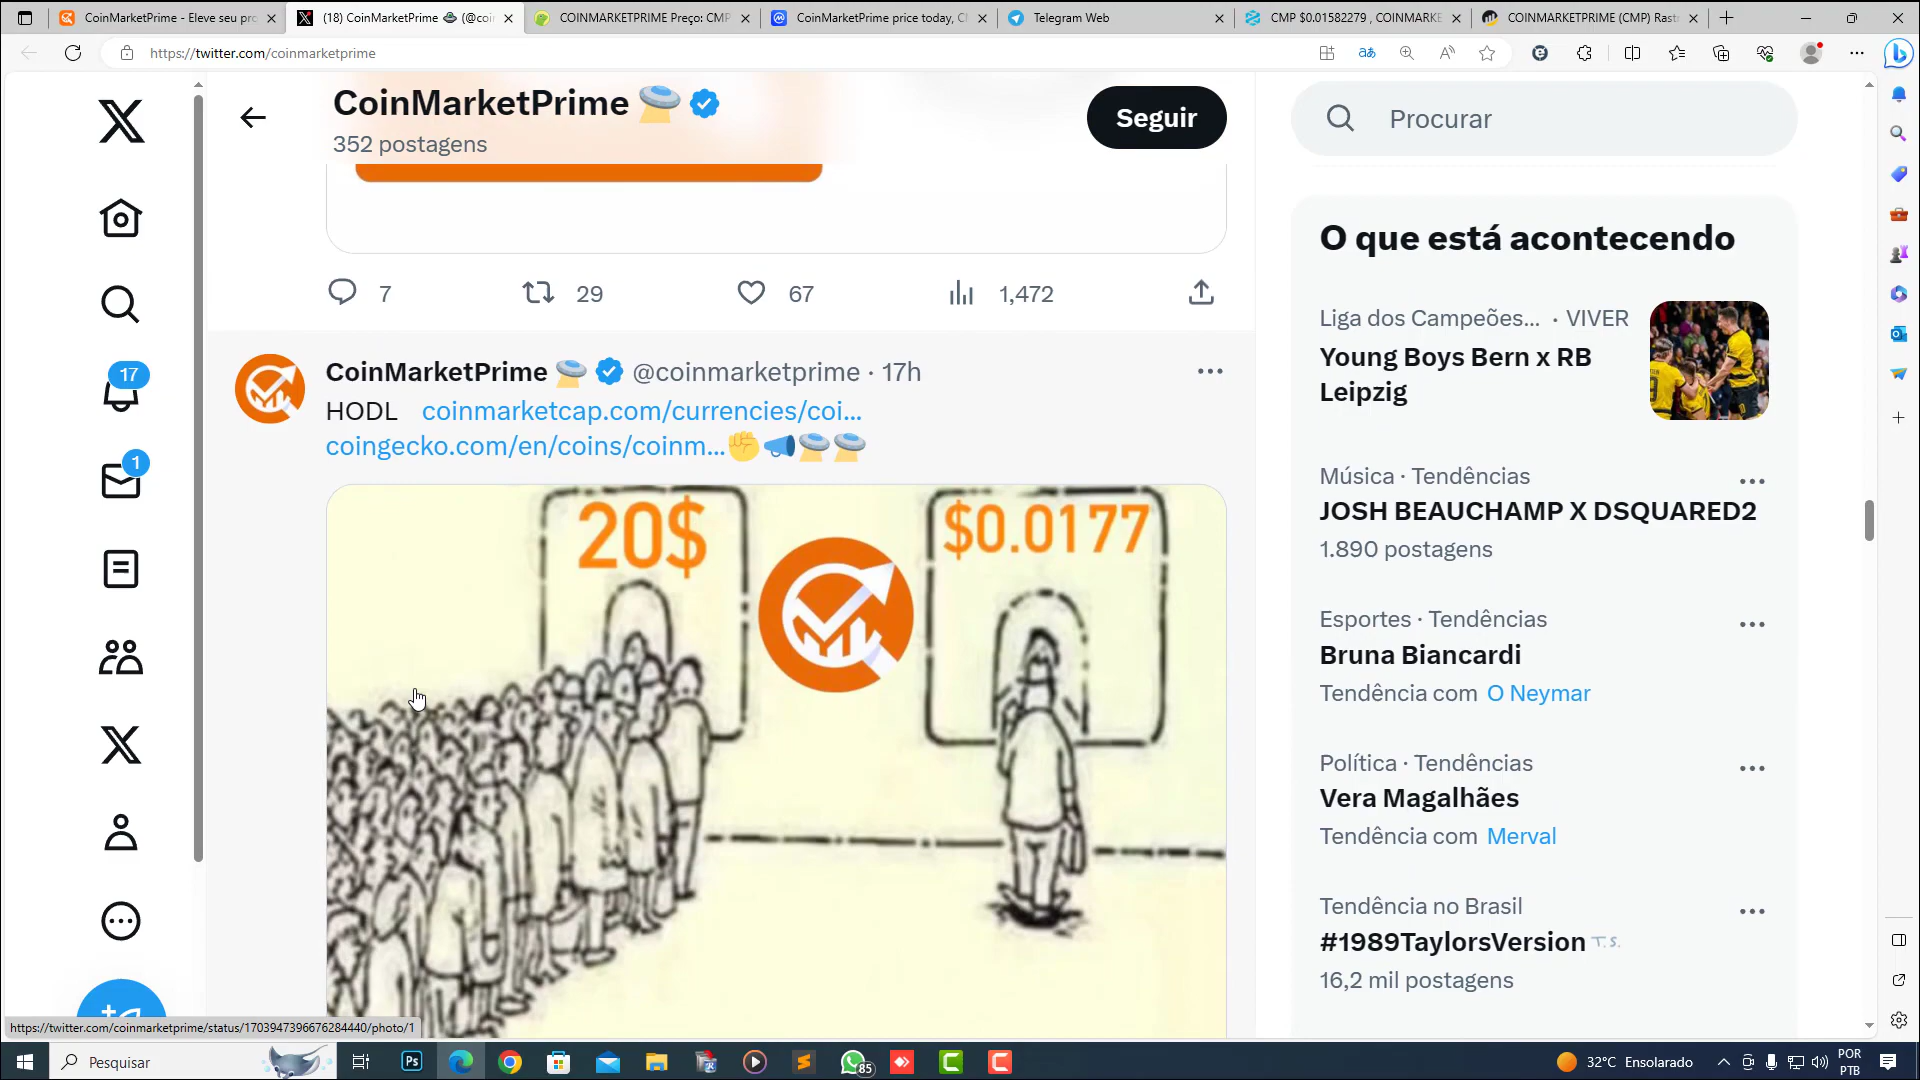 CoinMarketPrime - Eleve seu pro
(18) CoinMarketPrime 🛸 (@coin
COINMARKETPRIME Preço: CMP
CoinMarketPrime price today, C
Telegram Web
CMP $0.01582279 , COINMARKE
COINMARKETPRIME (CMP) Rast
https://twitter.com/coinmarketprime
CoinMarketPrime 🛸
352 postagens
Seguir
Procurar
7 29 67 1,472
CoinMarketPrime 🛸 @coinmarketprime · 17h
HODL coinmarketcap.com/currencies/coi…
coingecko.com/en/coins/coinm…✊📣🛸🛸
20$
$0.0177
O que está acontecendo
Liga dos Campeões... · VIVER
Young Boys Bern x RB
Leipzig
Música · Tendências
JOSH BEAUCHAMP X DSQUARED2
1.890 postagens
Esportes · Tendências
Bruna Biancardi
Tendência com O Neymar
Política · Tendências
Vera Magalhães
Tendência com Merval
Tendência no Brasil
#1989TaylorsVersion
16,2 mil postagens
17
1
https://twitter.com/coinmarketprime/status/1703947396676284440/photo/1
Pesquisar
Ps
85
32°C Ensolarado
POR
PTB